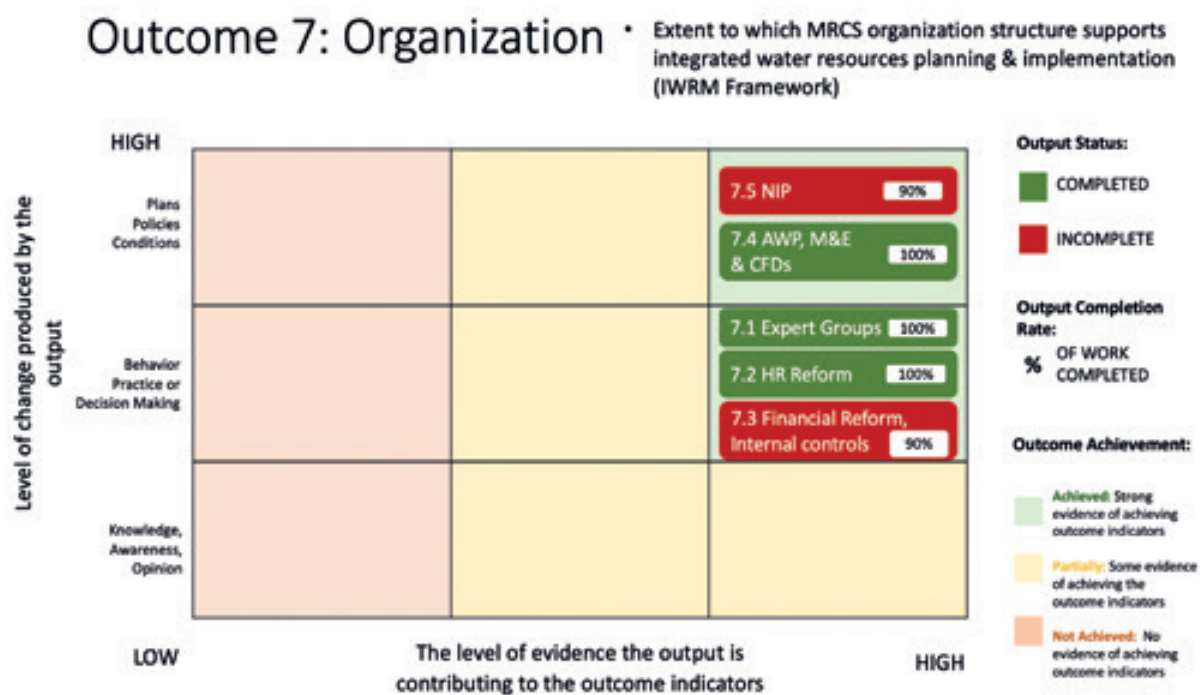 Outcome 7: Organization
• Extent to which MRCS organization structure supports
integrated water resources planning & implementation
(IWRM Framework)
HIGH
Level of change produced by the
output
Plans
Policies
Conditions
Behavior
Practice or
Decision Making
Knowledge,
Awareness,
Opinion
7.5 NIP 90%
7.4 AWP, M&E
& CFDs 100%
7.1 Expert Groups 100%
7.2 HR Reform 100%
7.3 Financial Reform,
Internal controls 90%
LOW
The level of evidence the output is
contributing to the outcome indicators
HIGH
Output Status:
COMPLETED
INCOMPLETE
Output Completion
Rate:
% OF WORK
COMPLETED
Outcome Achievement:
Achieved: Strong
evidence of achieving
outcome indicators
Partially: Some evidence
of achieving the
outcome indicators
Not Achieved: No
evidence of achieving
outcome indicators